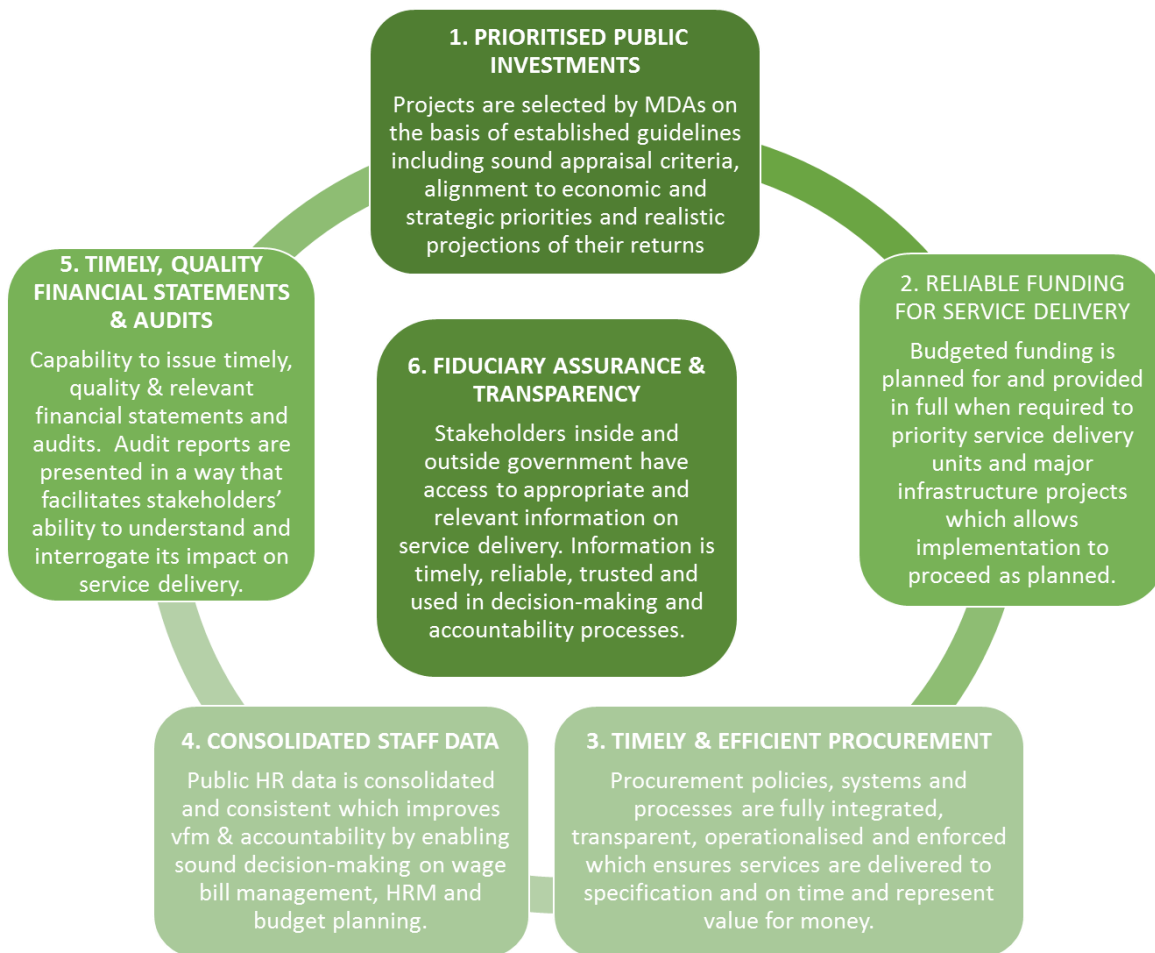 1. PRIORITISED PUBLIC
INVESTMENTS
Projects are selected by MDAs on
the basis of established guidelines
including sound appraisal criteria,
alignment to economic and
strategic priorities and realistic
projections of their returns
2. RELIABLE FUNDING
FOR SERVICE DELIVERY
Budgeted funding is
planned for and provided
in full when required to
priority service delivery
units and major
infrastructure projects
which allows
implementation to
proceed as planned.
3. TIMELY & EFFICIENT PROCUREMENT
Procurement policies, systems and
processes are fully integrated,
transparent, operationalised and enforced
which ensures services are delivered to
specification and on time and represent
value for money.
4. CONSOLIDATED STAFF DATA
Public HR data is consolidated
and consistent which improves
vfm & accountability by enabling
sound decision-making on wage
bill management, HRM and
budget planning.
5. TIMELY, QUALITY
FINANCIAL STATEMENTS
& AUDITS
Capability to issue timely,
quality & relevant
financial statements and
audits.  Audit reports are
presented in a way that
facilitates stakeholders’
ability to understand and
interrogate its impact on
service delivery.
6. FIDUCIARY ASSURANCE &
TRANSPARENCY
Stakeholders inside and
outside government have
access to appropriate and
relevant information on
service delivery. Information is
timely, reliable, trusted and
used in decision-making and
accountability processes.